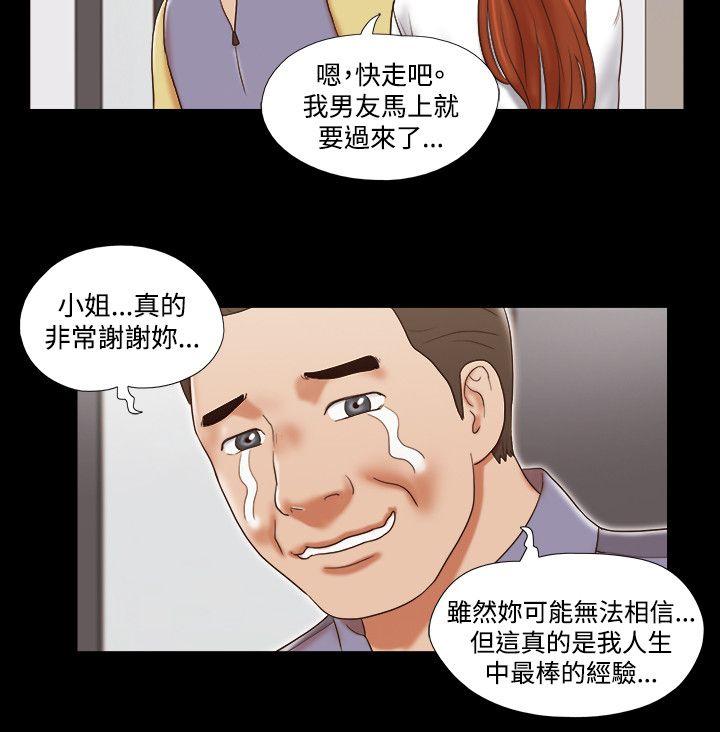 嗯,快走吧。
我男友馬上就
要過來了...
小姐...真的
非常謝謝妳...
雖然妳可能無法相信...
但這真的是我人生
中最棒的經驗...